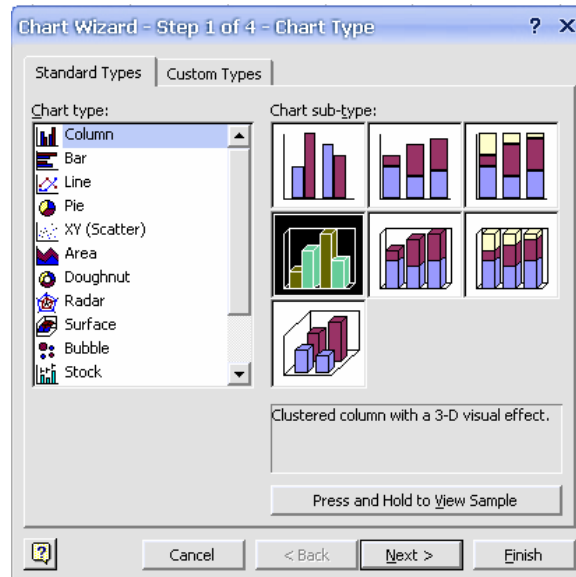 Chart Wizard - Step 1 of 4 - Chart Type ? X
Standard Types Custom Types
Chart type:
Column
Bar
Line
Pie
XY (Scatter)
Area
Doughnut
Radar
Surface
Bubble
Stock
Chart sub-type:
Clustered column with a 3-D visual effect.
Press and Hold to View Sample
? Cancel < Back Next > Finish